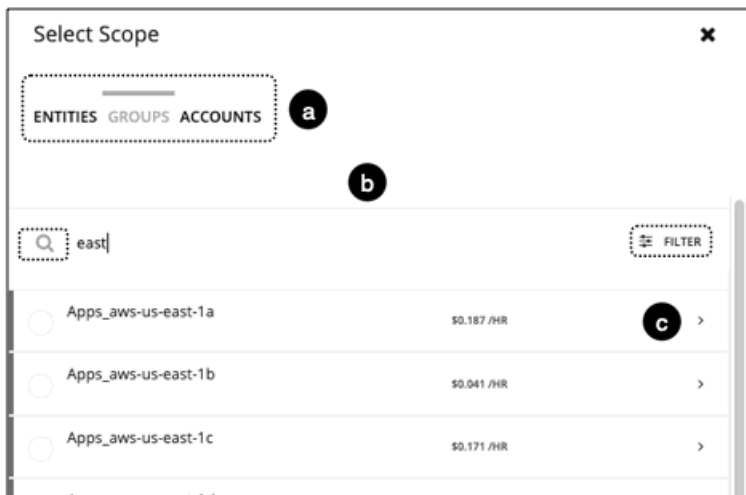 Select Scope
ENTITIES GROUPS ACCOUNTS
a
b
east
FILTER
Apps_aws-us-east-1a $0.187 /HR c
Apps_aws-us-east-1b $0.041 /HR
Apps_aws-us-east-1c $0.171 /HR